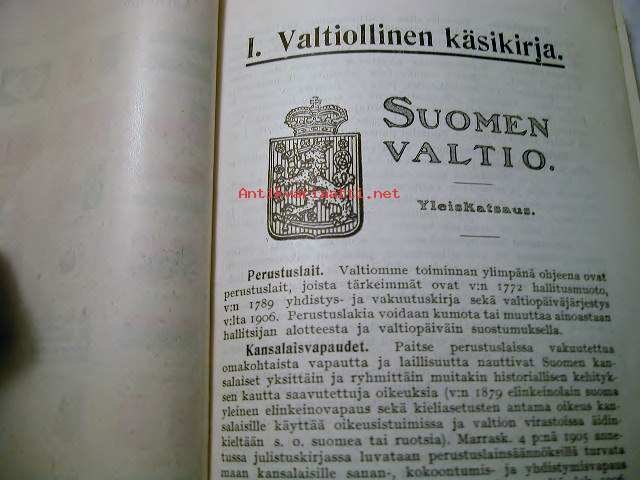 I. Valtiollinen käsikirja.
SUOMEN
VALTIO.
Antikvariaatti.net
Yleiskatsaus.
Perustuslait. Valtiomme toiminnan ylimpänä ohjeena ovat
perustuslait, joista tärkeimmät ovat v:n 1772 hallitusmuoto,
v:n 1789 yhdistys- ja vakuutuskirja sekä valtiopäiväjärjestys
v:lta 1906. Perustuslakia voidaan kumota tai muuttaa ainoastaan
hallitsijan alotteesta ja valtiopäiväin suostumuksella.
Kansalaisvapaudet. Paitse perustuslaissa vakuutettua
omakohtaista vapautta ja laillisuutta nauttivat Suomen kan-
salaiset yksittäin ja ryhmittäin muitakin historiallisen kehityk-
sen kautta saavutettuja oikeuksia (v:n 1879 elinkeinolain suoma
yleinen elinkeinovapaus sekä kieliasetusten antama oikeus kan-
salaisille käyttää oikeusistuimissa ja valtion virastoissa äidin-
kieltään s. o. suomea tai ruotsia). Marrask. 4 p:nä 1905 anne-
tussa julistuskirjassa luvataan perustuslainsäännöksillä turvata
maan kansalaisille sanan-, kokoontumis- ja yhdistymisvapaus